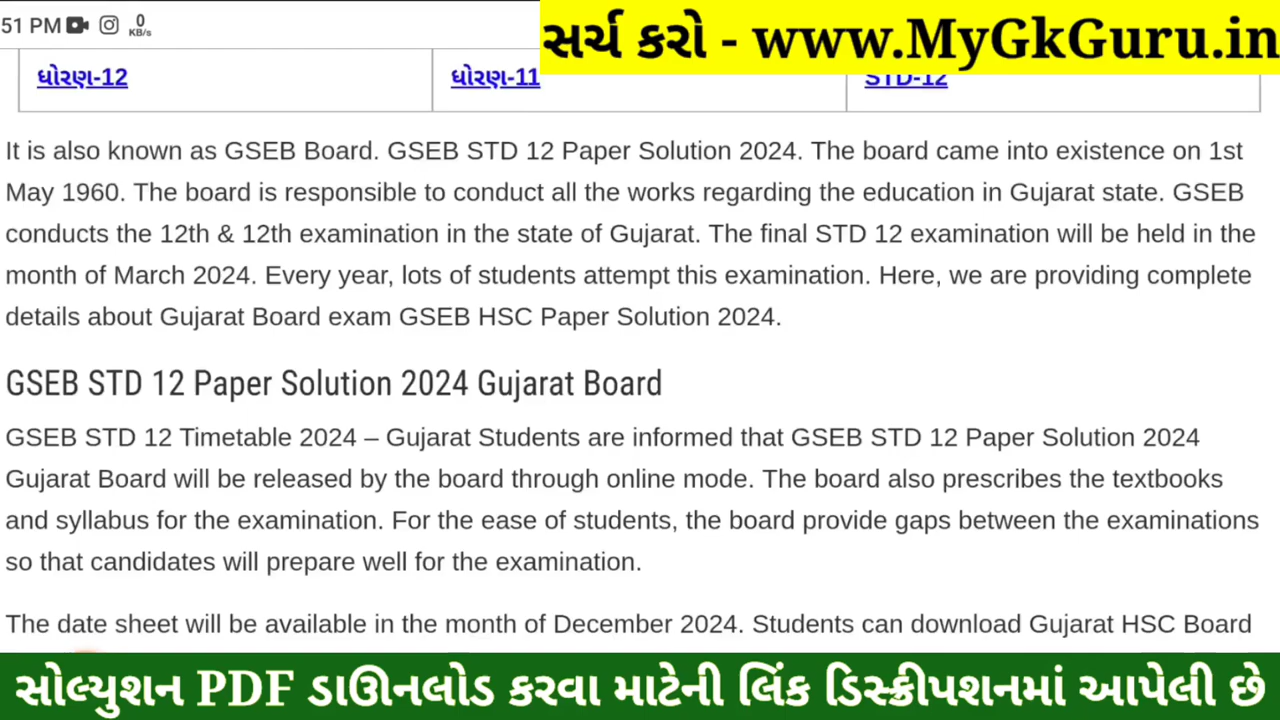 51 PM 0 KB/s
સર્ચ કરો - www.MyGkGuru.in
ધોરણ-12 ધોરણ-11 STD-12
It is also known as GSEB Board. GSEB STD 12 Paper Solution 2024. The board came into existence on 1st
May 1960. The board is responsible to conduct all the works regarding the education in Gujarat state. GSEB
conducts the 12th & 12th examination in the state of Gujarat. The final STD 12 examination will be held in the
month of March 2024. Every year, lots of students attempt this examination. Here, we are providing complete
details about Gujarat Board exam GSEB HSC Paper Solution 2024.
GSEB STD 12 Paper Solution 2024 Gujarat Board
GSEB STD 12 Timetable 2024 – Gujarat Students are informed that GSEB STD 12 Paper Solution 2024
Gujarat Board will be released by the board through online mode. The board also prescribes the textbooks
and syllabus for the examination. For the ease of students, the board provide gaps between the examinations
so that candidates will prepare well for the examination.
The date sheet will be available in the month of December 2024. Students can download Gujarat HSC Board
સોલ્યુશન PDF ડાઊનલોડ કરવા માટેની લિંક ડિસ્ક્રીપશનમાં આપેલી છે